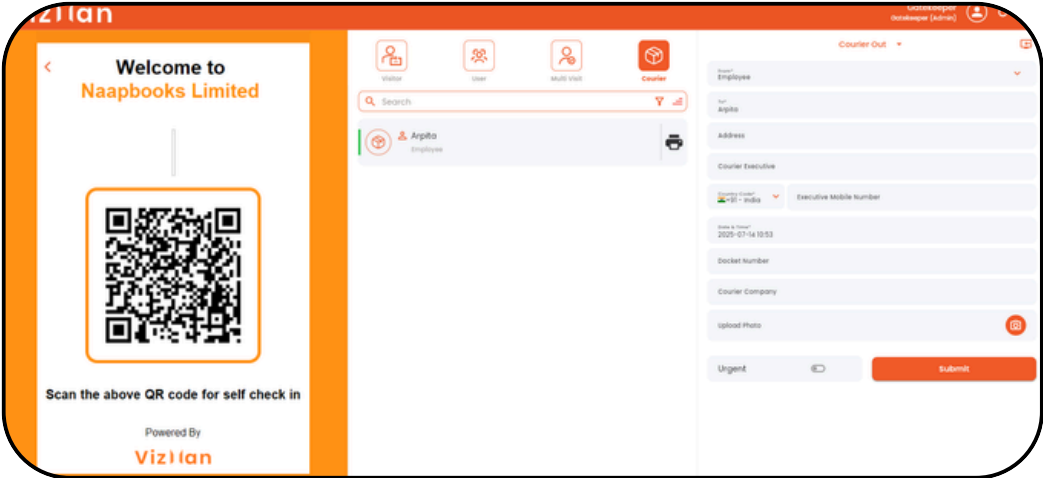 VizMan
Gatekeeper
Gatekeeper (Admin)
Welcome to
Naapbooks Limited
Scan the above QR code for self check in
Powered By
VizMan
Visitor
User
Multi Visit
Courier
Search
Arpita
Employee
Courier Out
Employee
To*
Arpita
Address
Courier Executive
Country Code*
+91 - India
Executive Mobile Number
Date & Time*
2025-07-14 10:53
Docket Number
Courier Company
Upload Photo
Urgent
Submit